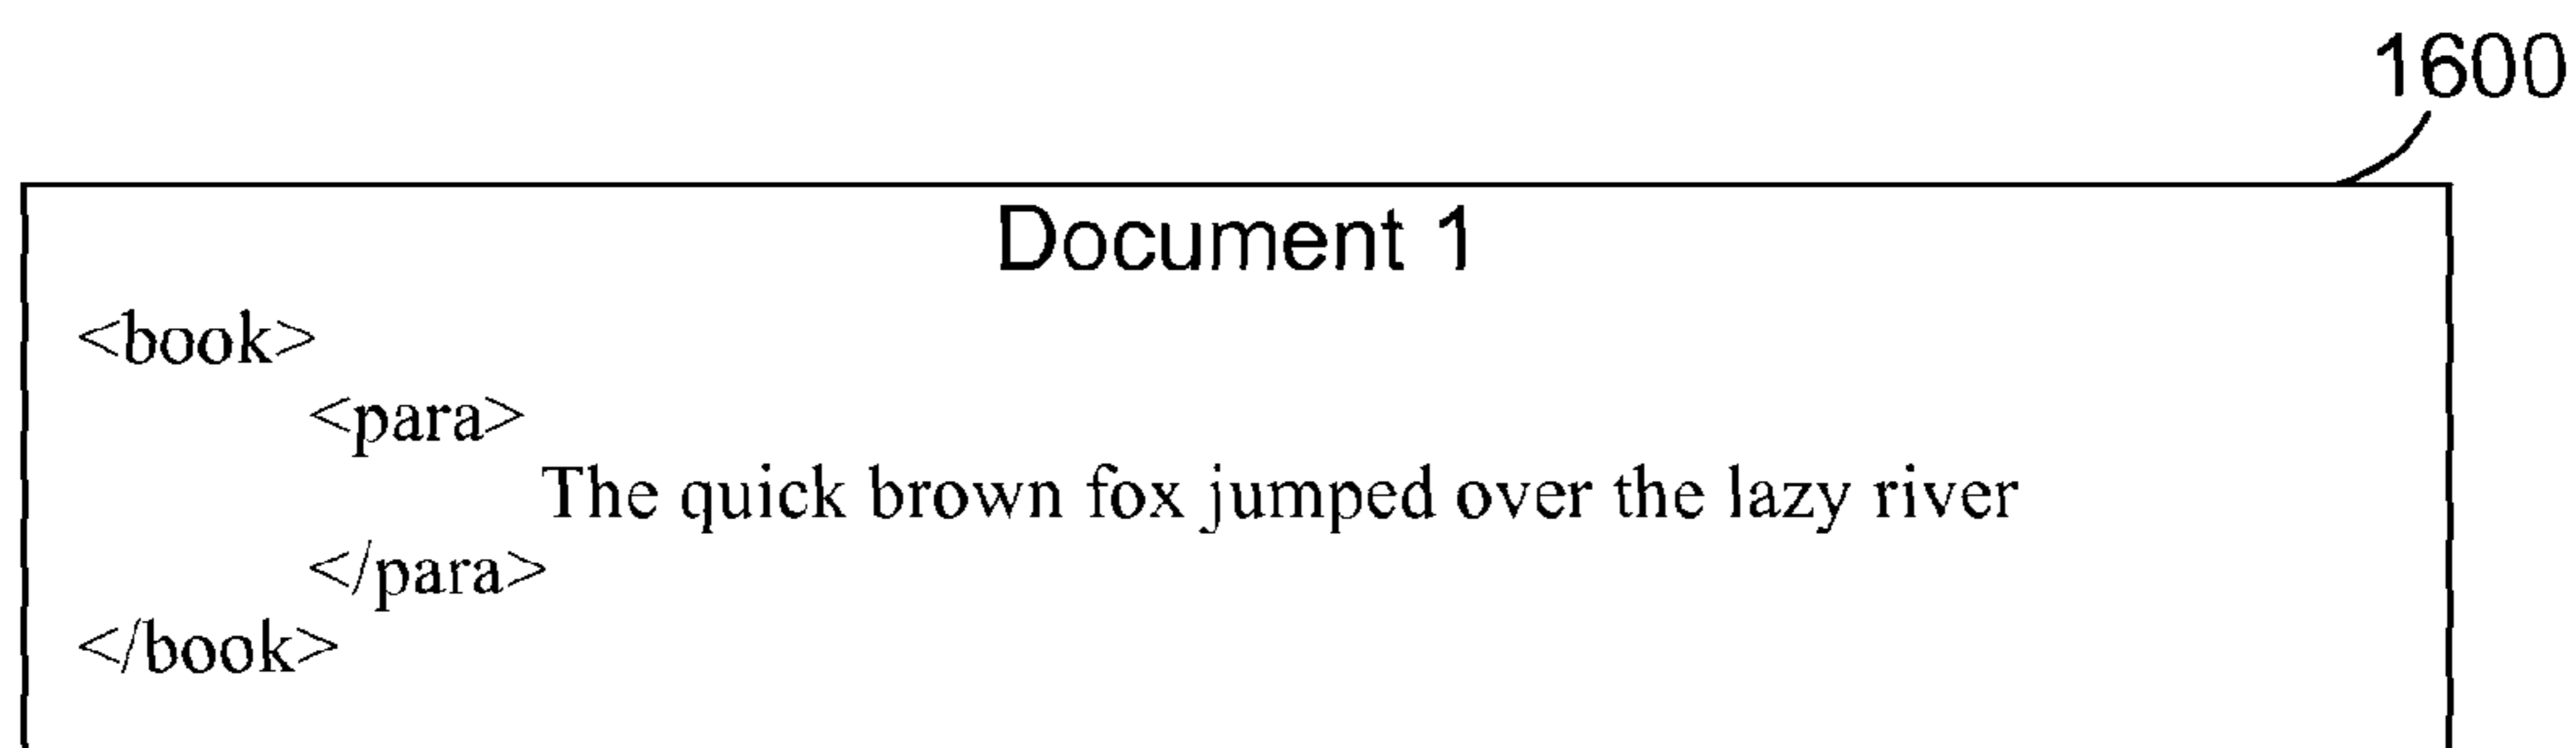 1600
Document 1
<book>
<para>
The quick brown fox jumped over the lazy river
</para>
</book>